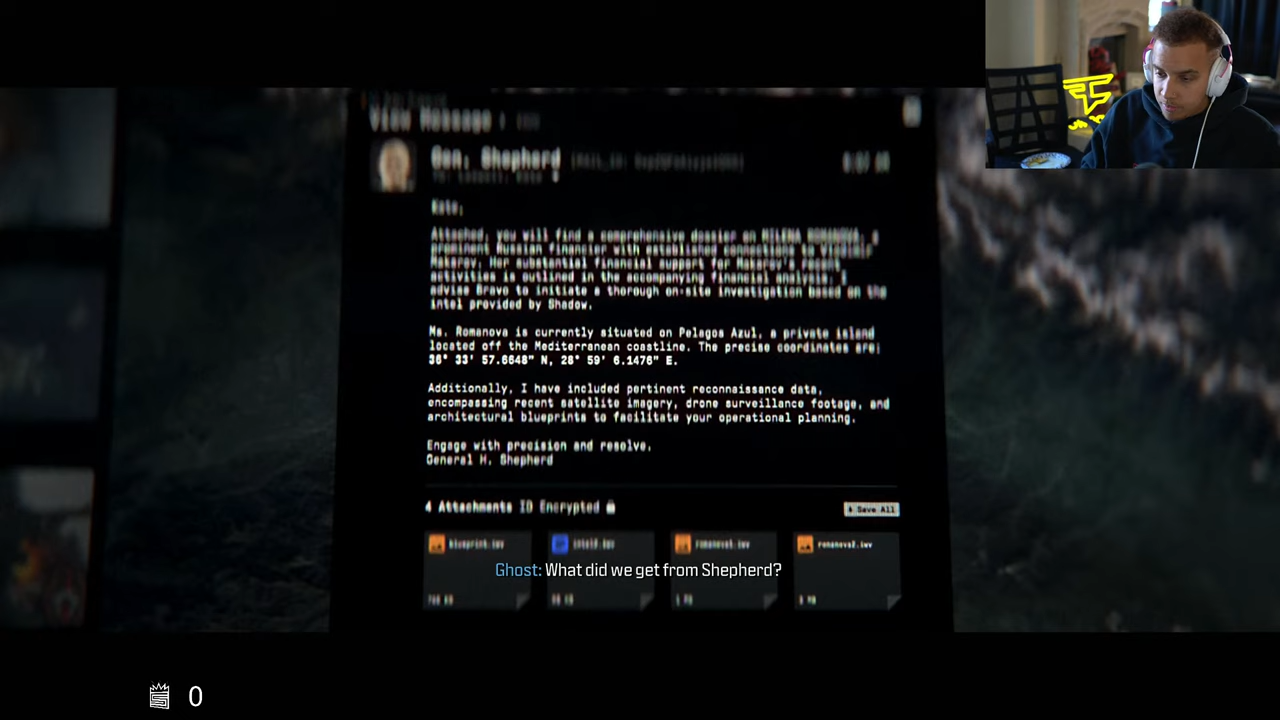 View Message
Gen. Shepherd
Kate,
Attached, you will find a comprehensive dossier on MILENA ROMANOVA, a
prominent Russian financier with established connections to Vladimir
Makarov. Her substantial financial support for Makarov's recent
activities is outlined in the accompanying financial analysis. I
advise Bravo to initiate a thorough on-site investigation based on the
intel provided by Shadow.
Ms. Romanova is currently situated on Pelagos Azul, a private island
located off the Mediterranean coastline. The precise coordinates are:
36° 33' 57.6648" N, 28° 59' 6.1476" E.
Additionally, I have included pertinent reconnaissance data,
encompassing recent satellite imagery, drone surveillance footage, and
architectural blueprints to facilitate your operational planning.
Engage with precision and resolve.
General H. Shepherd
4 Attachments ID Encrypted
Save All
romanova1.iwv
romanova2.iwv
Ghost: What did we get from Shepherd?
0